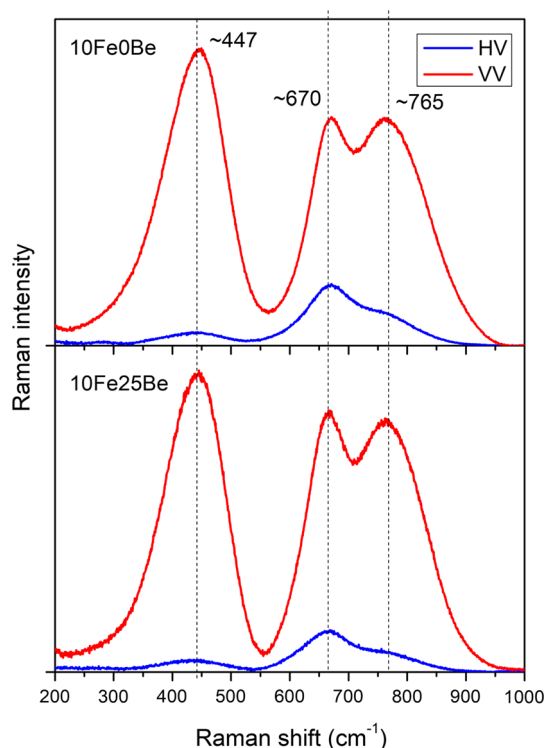 10Fe0Be
~447
~670
~765
HV
VV
10Fe25Be
Raman intensity
200 300 400 500 600 700 800 900 1000
Raman shift (cm⁻¹)